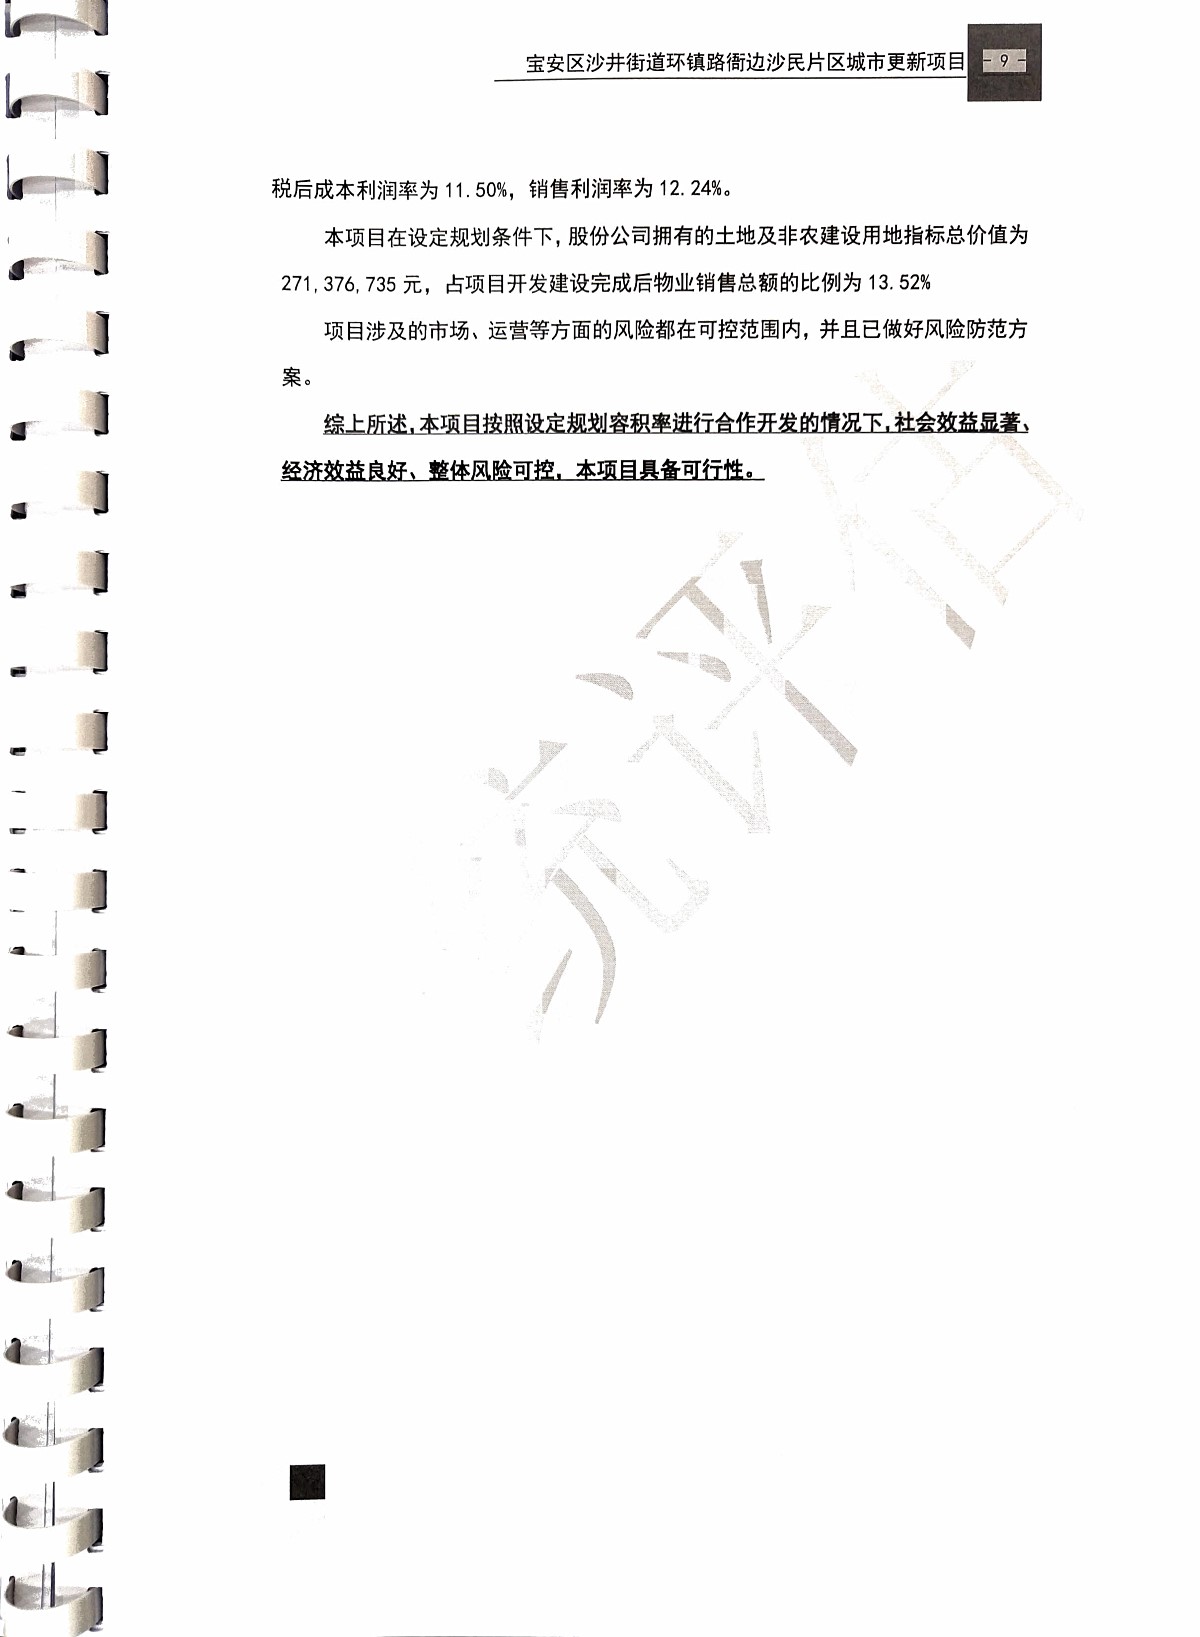 宝安区沙井街道环镇路衙边沙民片区城市更新项目 - 9 -
税后成本利润率为 11.50%，销售利润率为 12.24%。
本项目在设定规划条件下，股份公司拥有的土地及非农建设用地指标总价值为
271,376,735 元，占项目开发建设完成后物业销售总额的比例为 13.52%
项目涉及的市场、运营等方面的风险都在可控范围内，并且已做好风险防范方
案。
综上所述，本项目按照设定规划容积率进行合作开发的情况下，社会效益显著、
经济效益良好、整体风险可控，本项目具备可行性。
评估